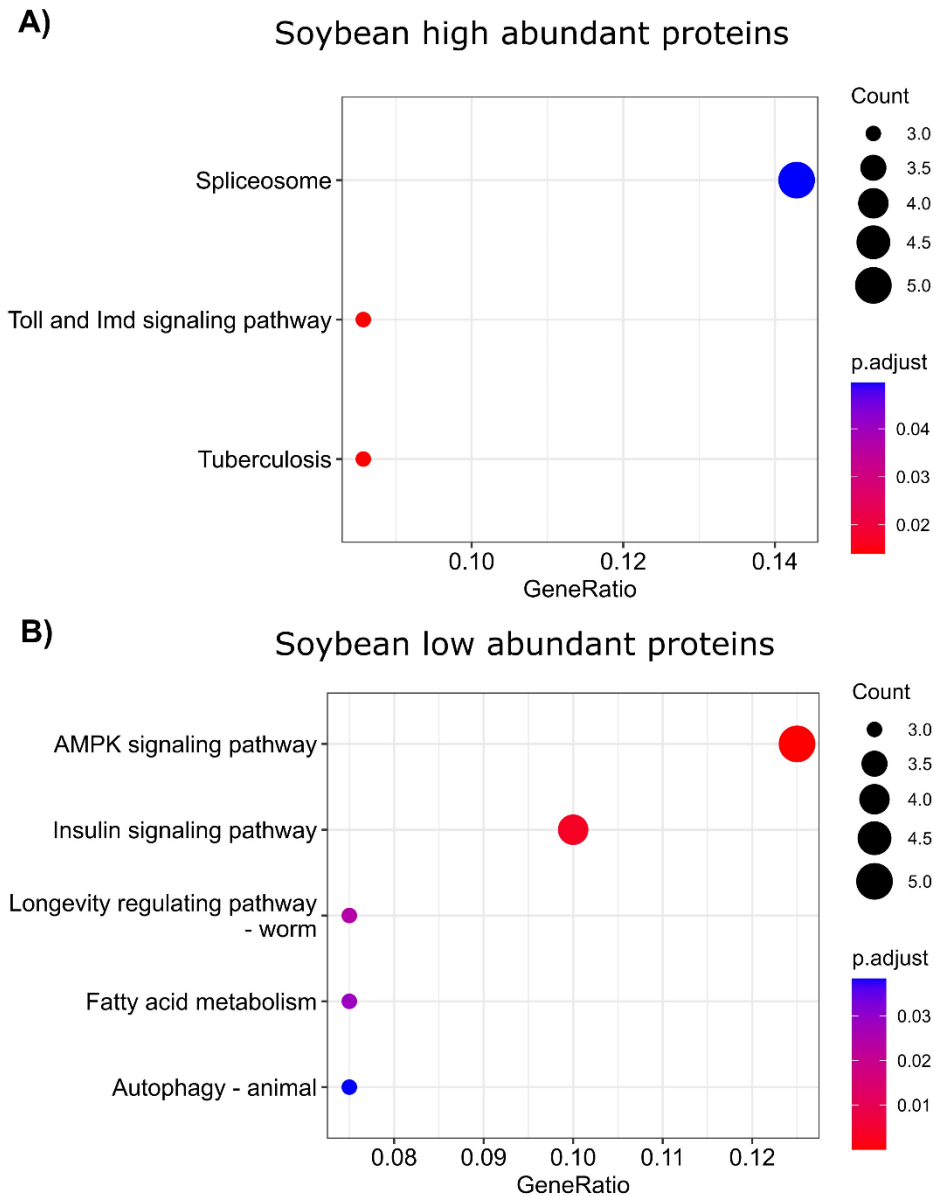 A)
Soybean high abundant proteins
Spliceosome
Toll and Imd signaling pathway
Tuberculosis
0.10 0.12 0.14
GeneRatio
Count
3.0
3.5
4.0
4.5
5.0
p.adjust
0.04
0.03
0.02
B)
Soybean low abundant proteins
AMPK signaling pathway
Insulin signaling pathway
Longevity regulating pathway
- worm
Fatty acid metabolism
Autophagy - animal
0.08 0.09 0.10 0.11 0.12
GeneRatio
Count
3.0
3.5
4.0
4.5
5.0
p.adjust
0.03
0.02
0.01